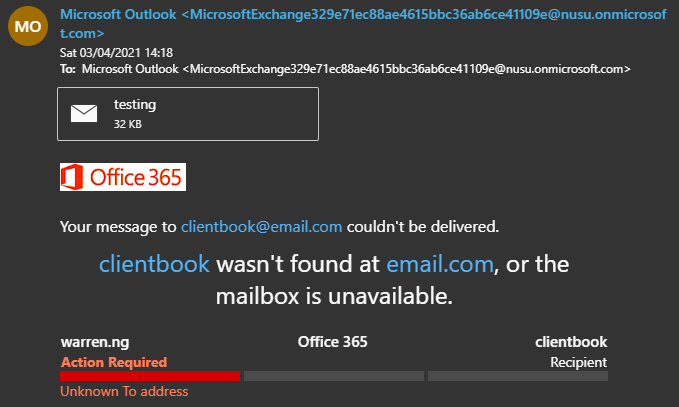 MO
Microsoft Outlook <MicrosoftExchange329e71ec88ae4615bbc36ab6ce41109e@nusu.onmicrosof
t.com>
Sat 03/04/2021 14:18
To: Microsoft Outlook <MicrosoftExchange329e71ec88ae4615bbc36ab6ce41109e@nusu.onmicrosoft.com>
testing
32 KB
Office 365
Your message to clientbook@email.com couldn't be delivered.
clientbook wasn't found at email.com, or the
mailbox is unavailable.
warren.ng Office 365 clientbook
Action Required Recipient
Unknown To address